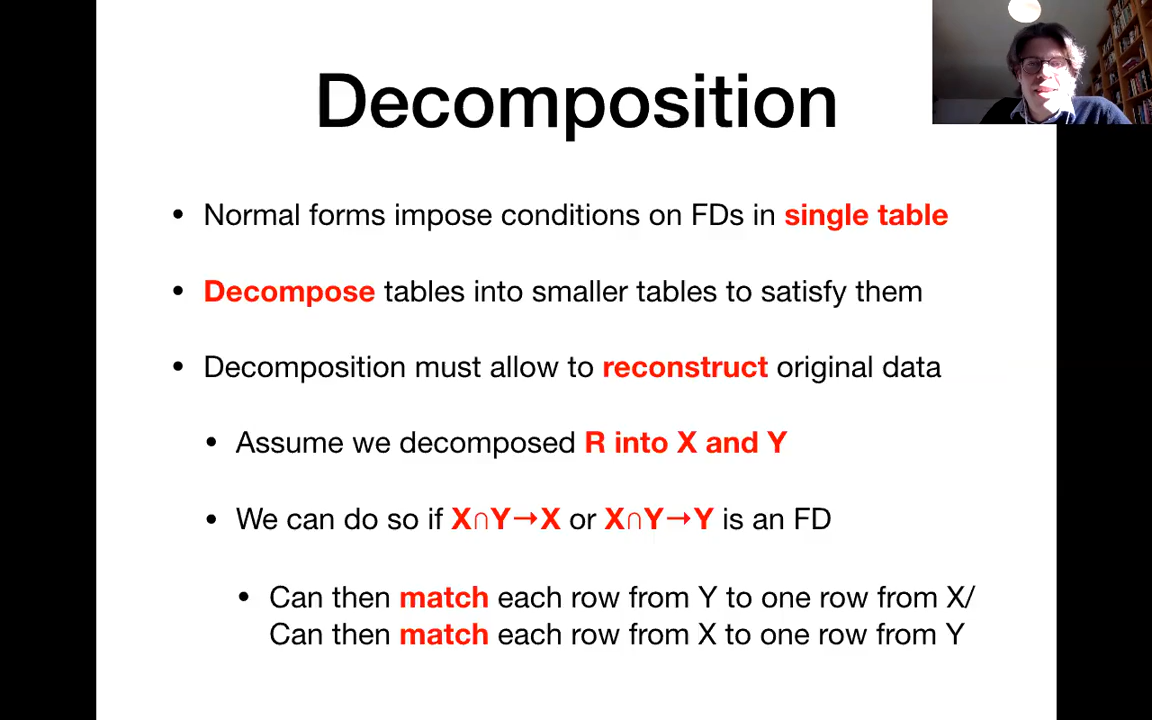 Decomposition
• Normal forms impose conditions on FDs in single table
• Decompose tables into smaller tables to satisfy them
• Decomposition must allow to reconstruct original data
• Assume we decomposed R into X and Y
• We can do so if X∩Y→X or X∩Y→Y is an FD
• Can then match each row from Y to one row from X/
Can then match each row from X to one row from Y